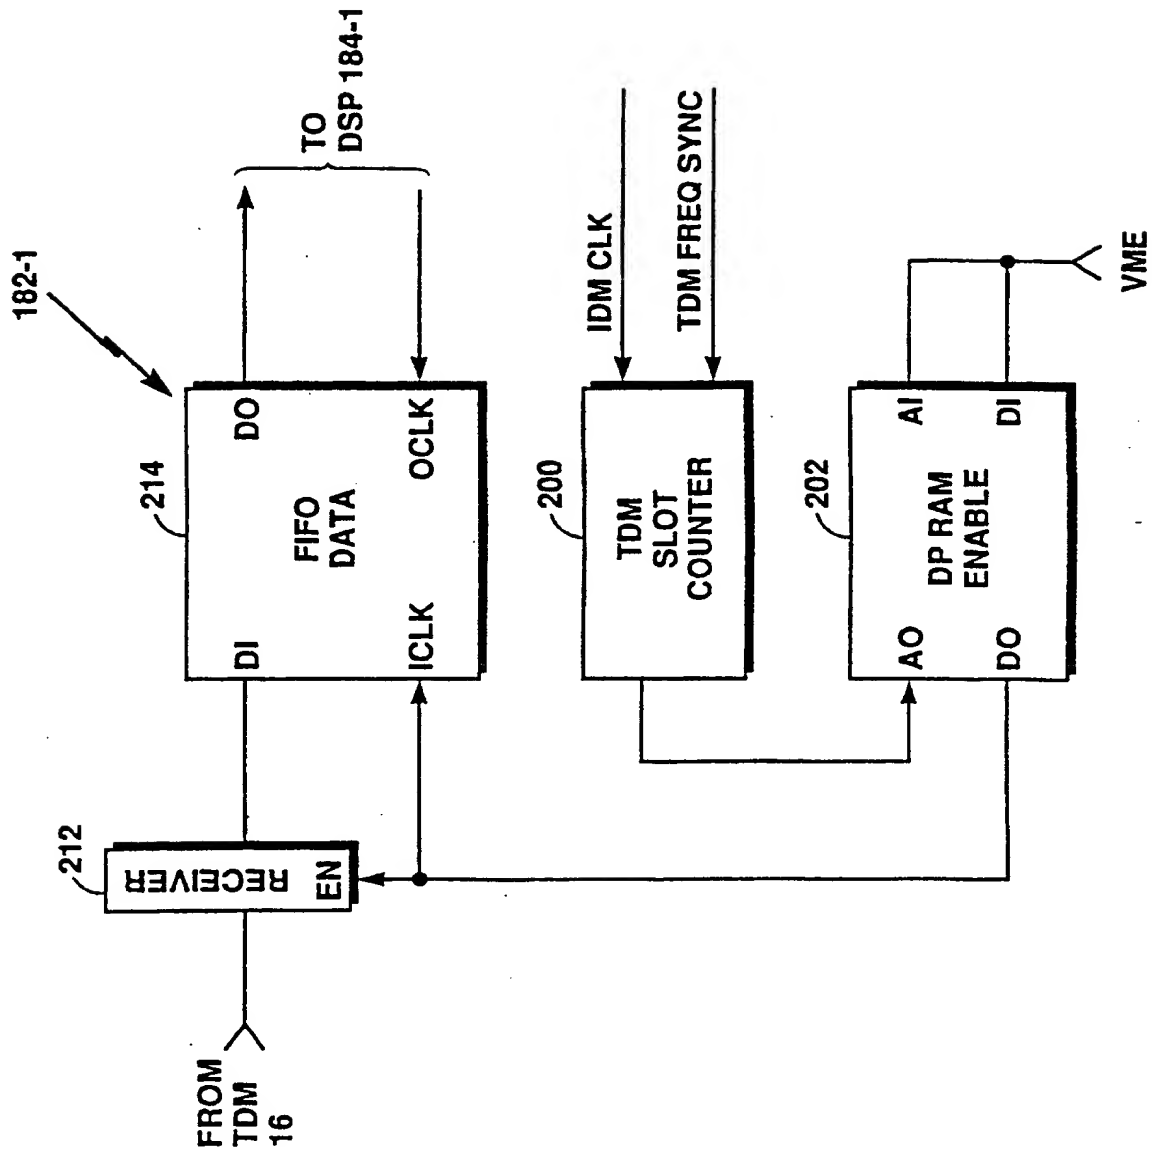 182-1
214
DO
TO
DSP 184-1
FIFO
DATA
DI
ICLK
OCLK
212
RECEIVER
EN
FROM
TDM
16
200
TDM
SLOT
COUNTER
IDM CLK
TDM FREQ SYNC
202
AO
DO
DP RAM
ENABLE
AI
DI
VME